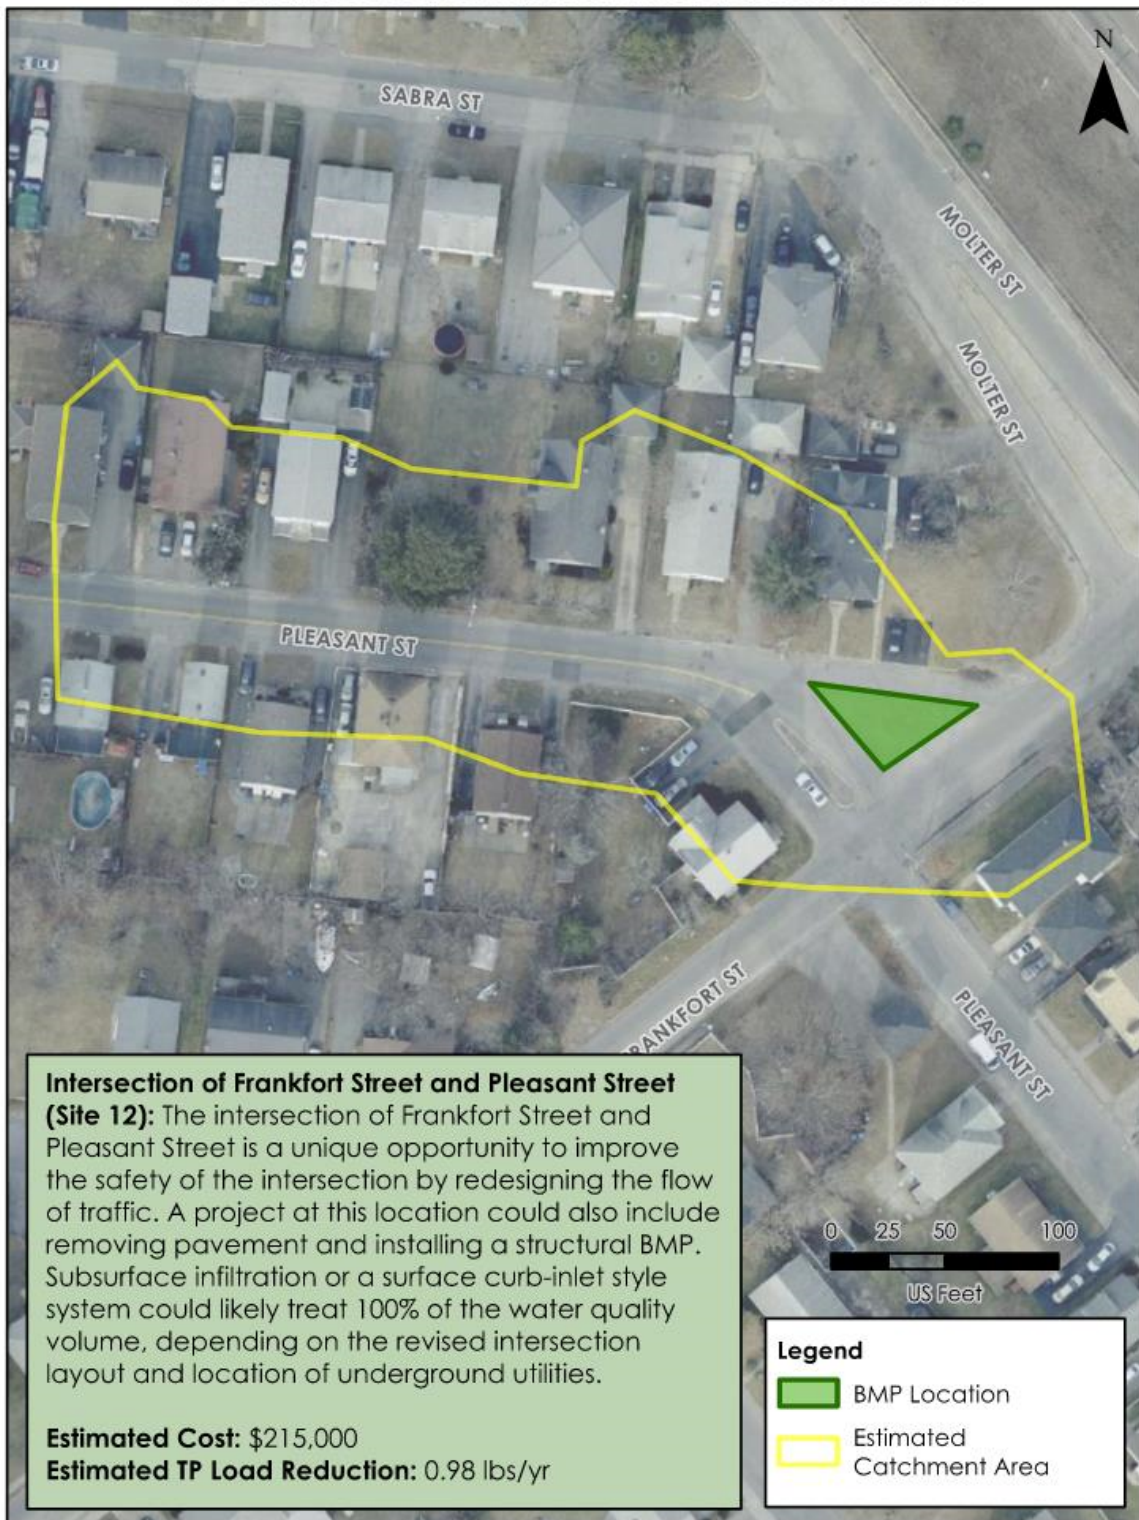 N
SABRA ST
MOLTER ST
MOLTER ST
PLEASANT ST
FRANKFORT ST
PLEASANT ST
Intersection of Frankfort Street and Pleasant Street
(Site 12): The intersection of Frankfort Street and
Pleasant Street is a unique opportunity to improve
the safety of the intersection by redesigning the flow
of traffic. A project at this location could also include
removing pavement and installing a structural BMP.
Subsurface infiltration or a surface curb-inlet style
system could likely treat 100% of the water quality
volume, depending on the revised intersection
layout and location of underground utilities.
Estimated Cost: $215,000
Estimated TP Load Reduction: 0.98 lbs/yr
0 25 50 100
US Feet
Legend
BMP Location
Estimated
Catchment Area